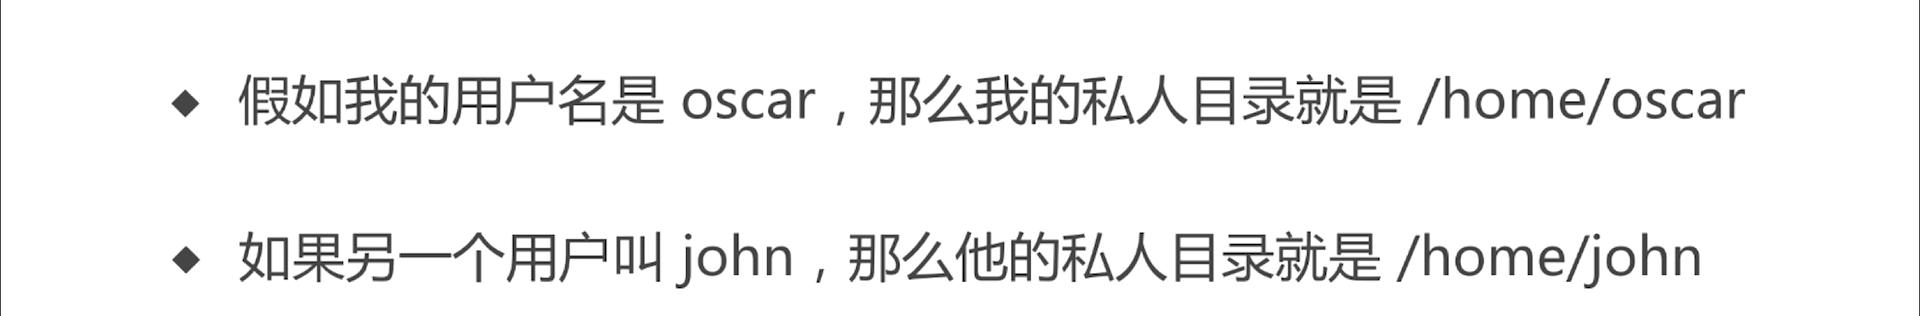 ◆ 假如我的用户名是 oscar，那么我的私人目录就是 /home/oscar
◆ 如果另一个用户叫 john，那么他的私人目录就是 /home/john